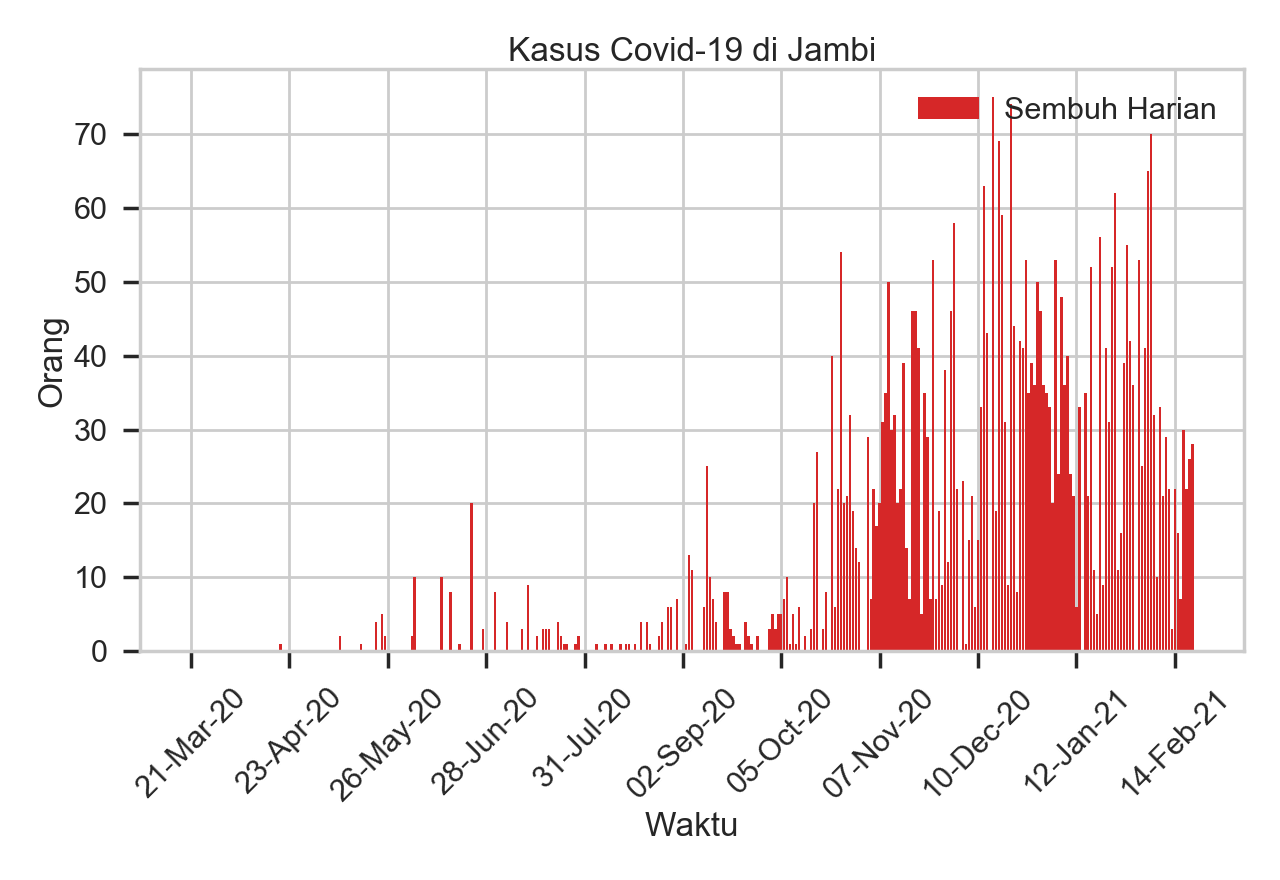 Kasus Covid-19 di Jambi
Sembuh Harian
Orang
70
60
50
40
30
20
10
0
21-Mar-20
23-Apr-20
26-May-20
28-Jun-20
31-Jul-20
02-Sep-20
05-Oct-20
07-Nov-20
10-Dec-20
12-Jan-21
14-Feb-21
Waktu